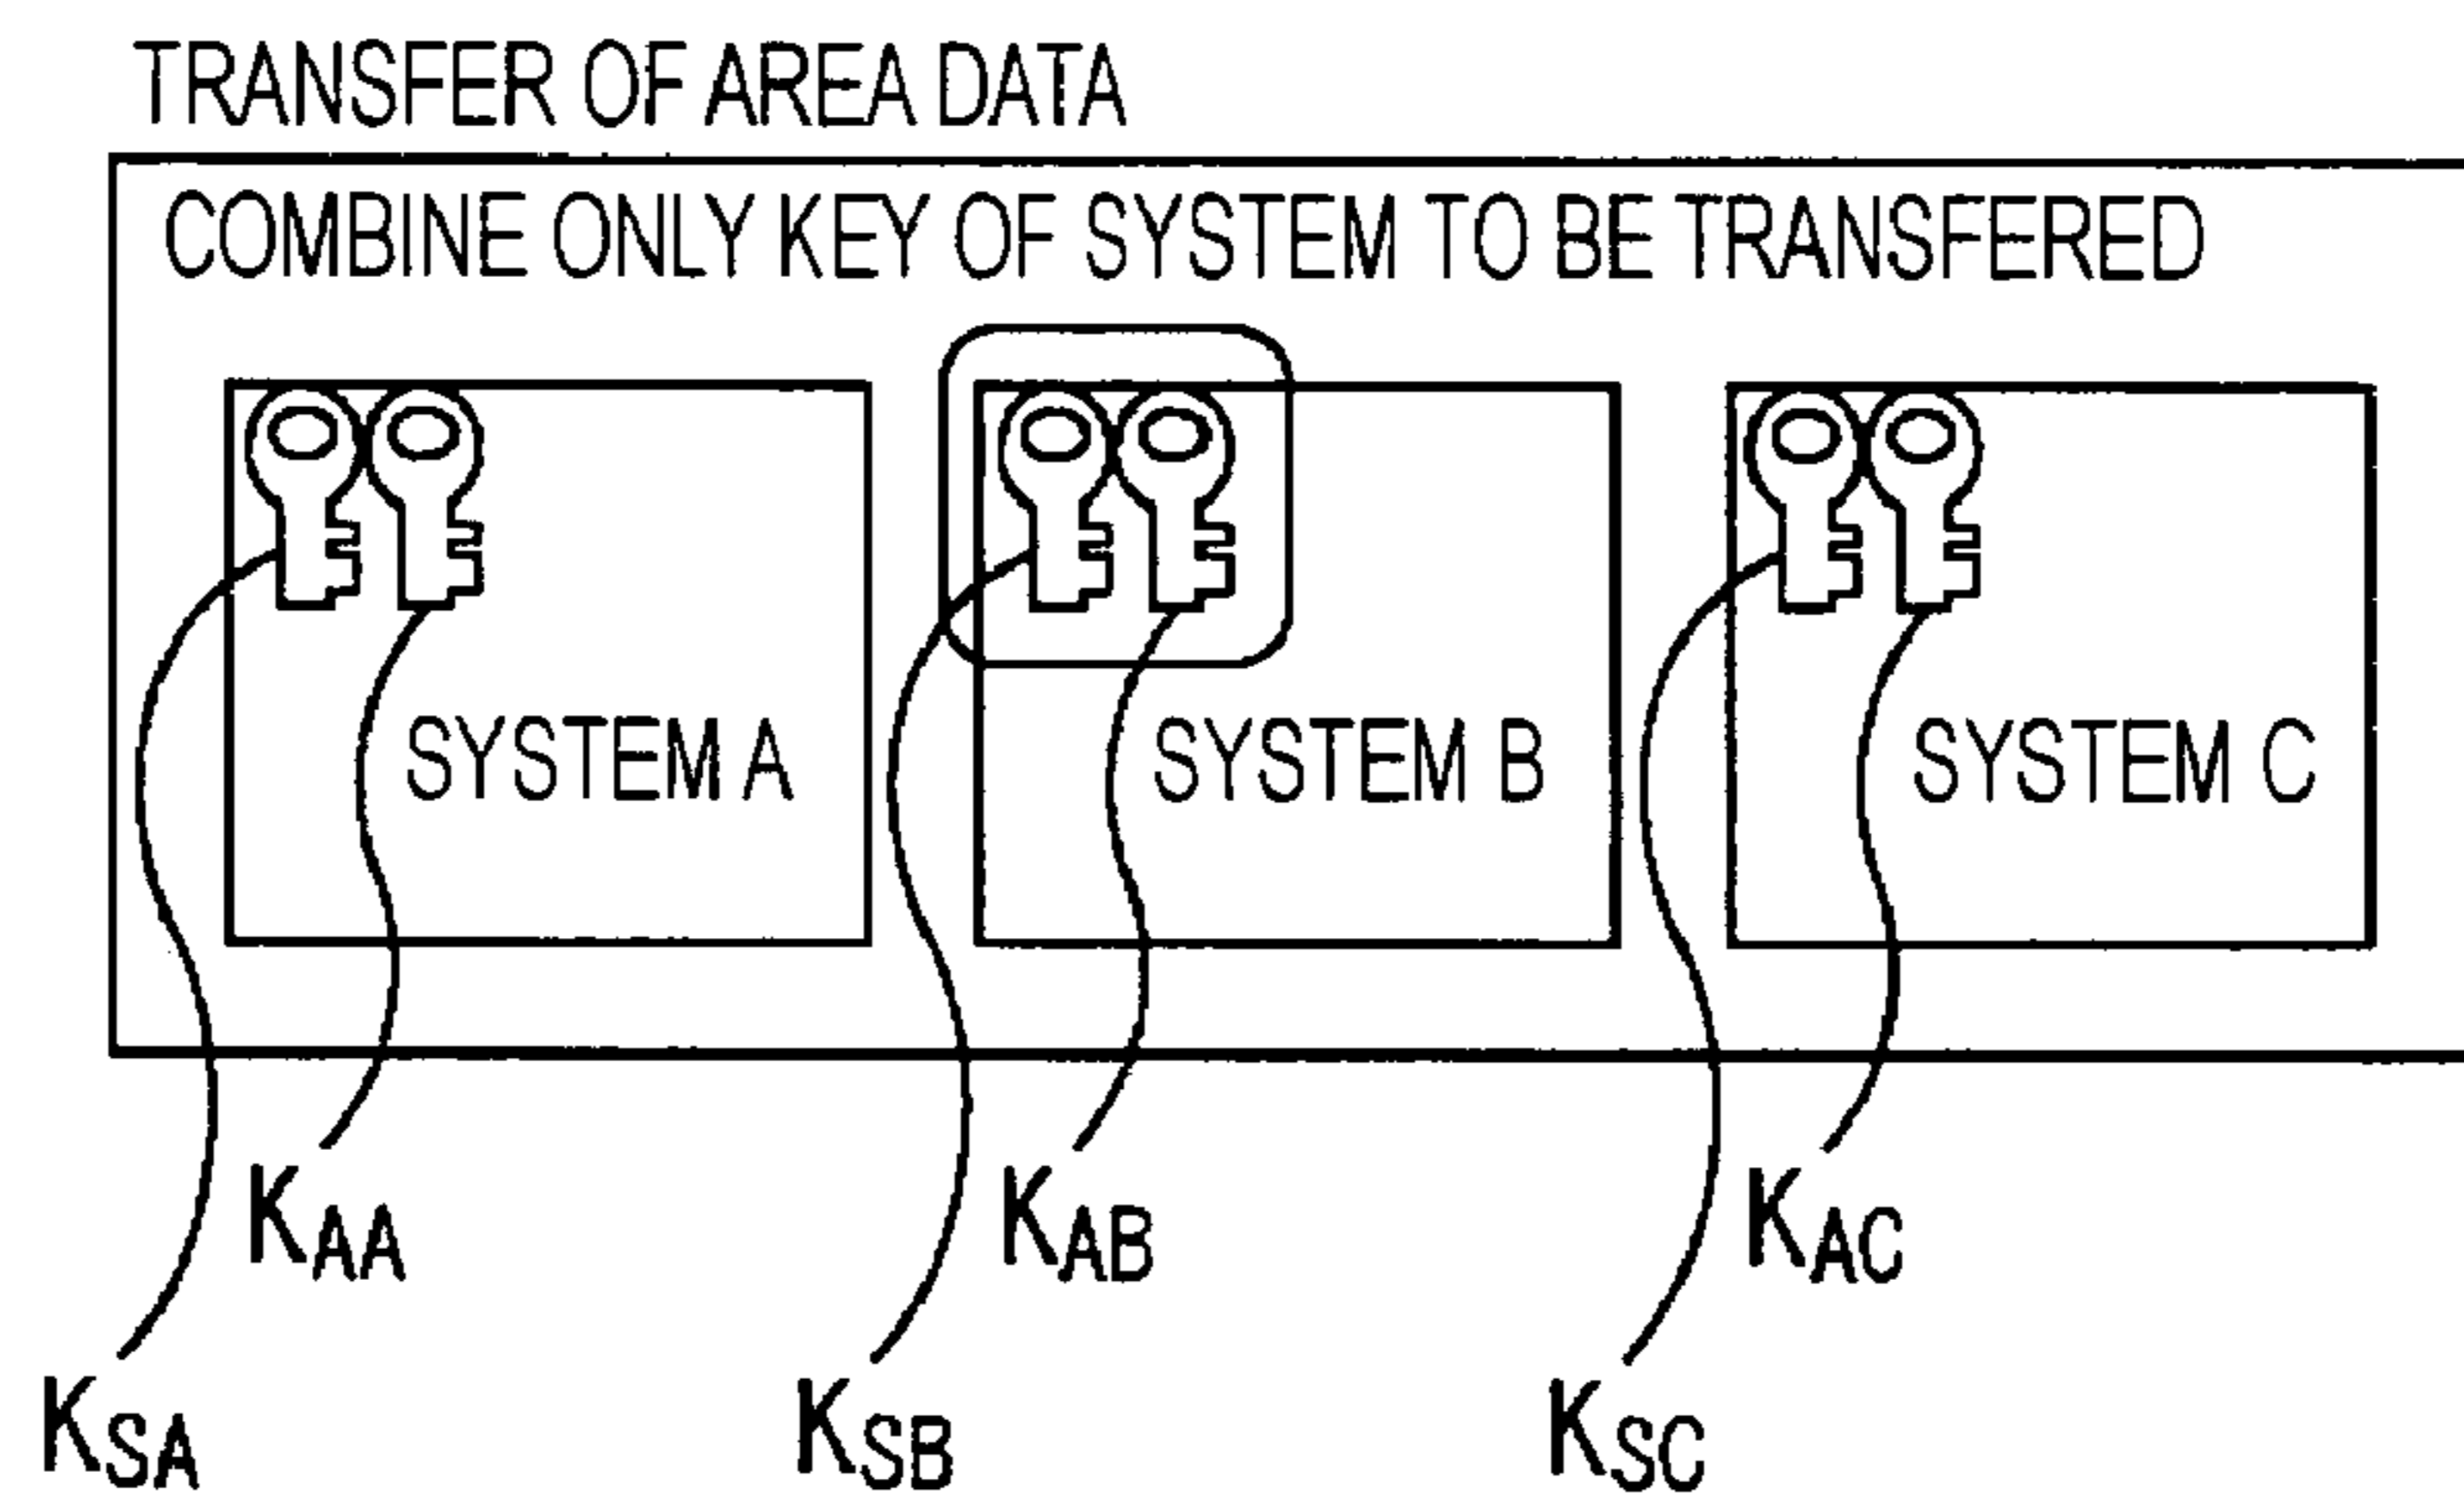 TRANSFER OF AREA DATA
COMBINE ONLY KEY OF SYSTEM TO BE TRANSFERED
SYSTEM A
SYSTEM B
SYSTEM C
KAA
KAB
KAC
KSA
KSB
KSC